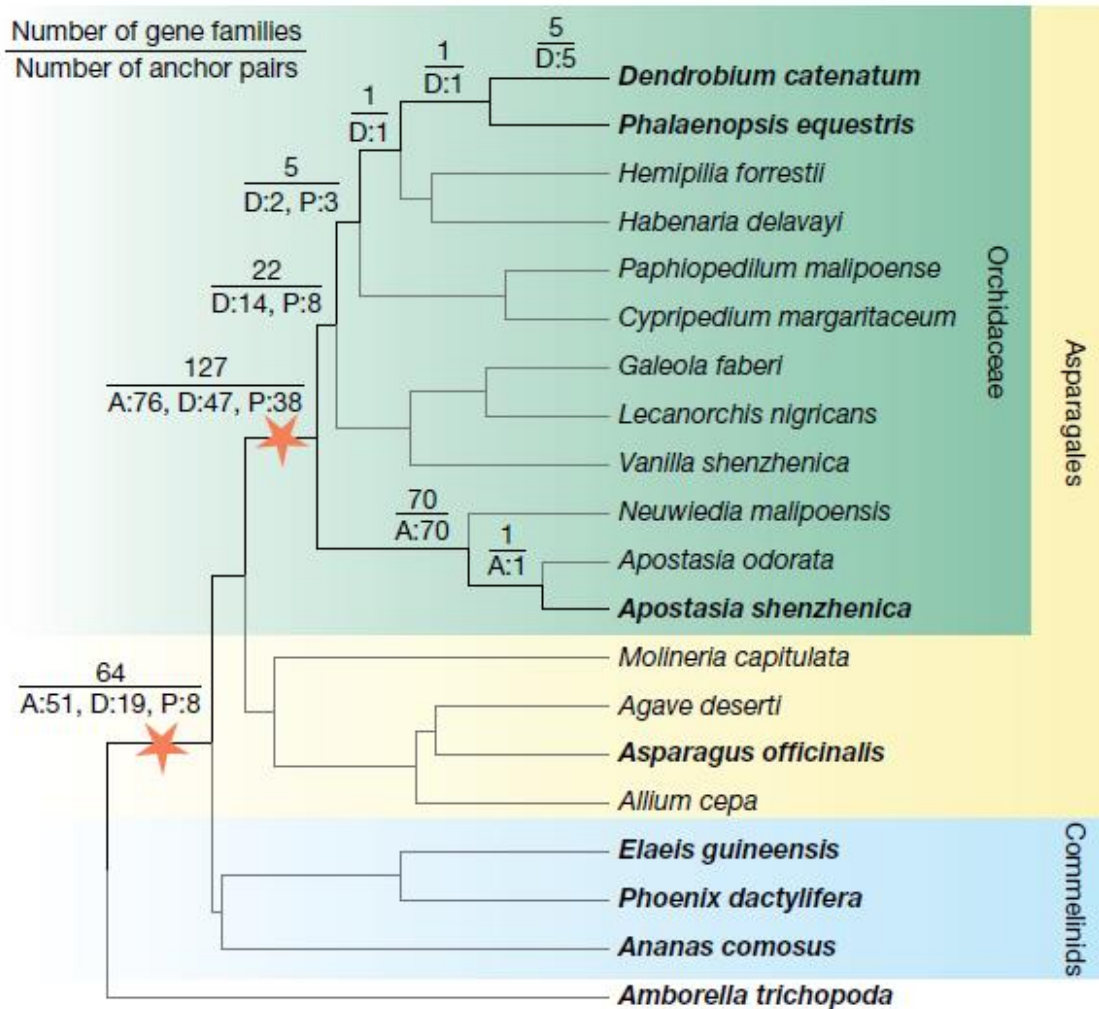 Number of gene families
Number of anchor pairs
5
D:5
1
D:1
1
D:1
5
D:2, P:3
22
D:14, P:8
127
A:76, D:47, P:38
70
A:70
1
A:1
64
A:51, D:19, P:8
Dendrobium catenatum
Phalaenopsis equestris
Hemipilia forrestii
Habenaria delavayi
Paphiopedilum malipoense
Cypripedium margaritaceum
Galeola faberi
Lecanorchis nigricans
Vanilla shenzhenica
Neuwiedia malipoensis
Apostasia odorata
Apostasia shenzhenica
Molineria capitulata
Agave deserti
Asparagus officinalis
Allium cepa
Elaeis guineensis
Phoenix dactylifera
Ananas comosus
Amborella trichopoda
Orchidaceae
Asparagales
Commelinids